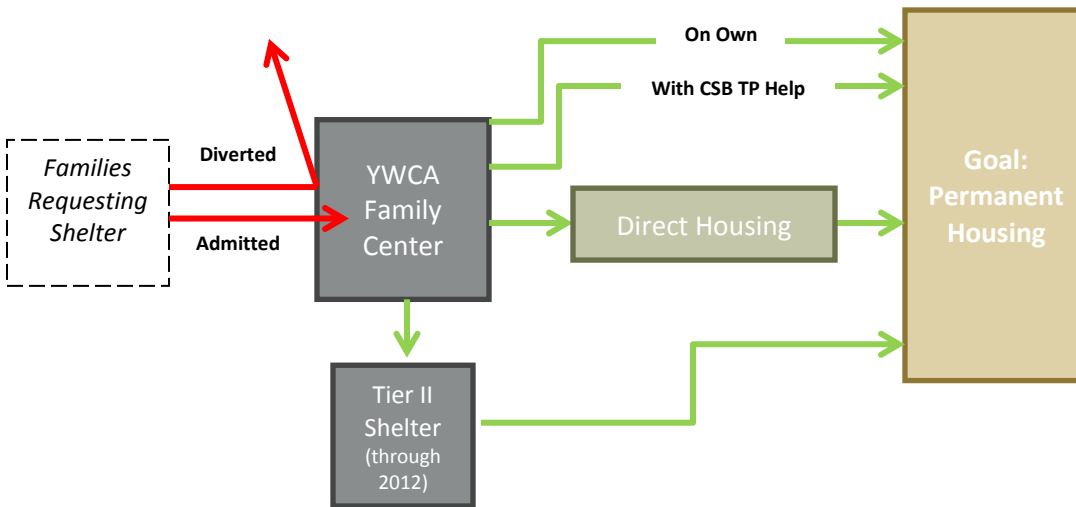 On Own
With CSB TP Help
Families
Requesting
Shelter
Diverted
Admitted
YWCA
Family
Center
Direct Housing
Goal:
Permanent
Housing
Tier II
Shelter
(through
2012)